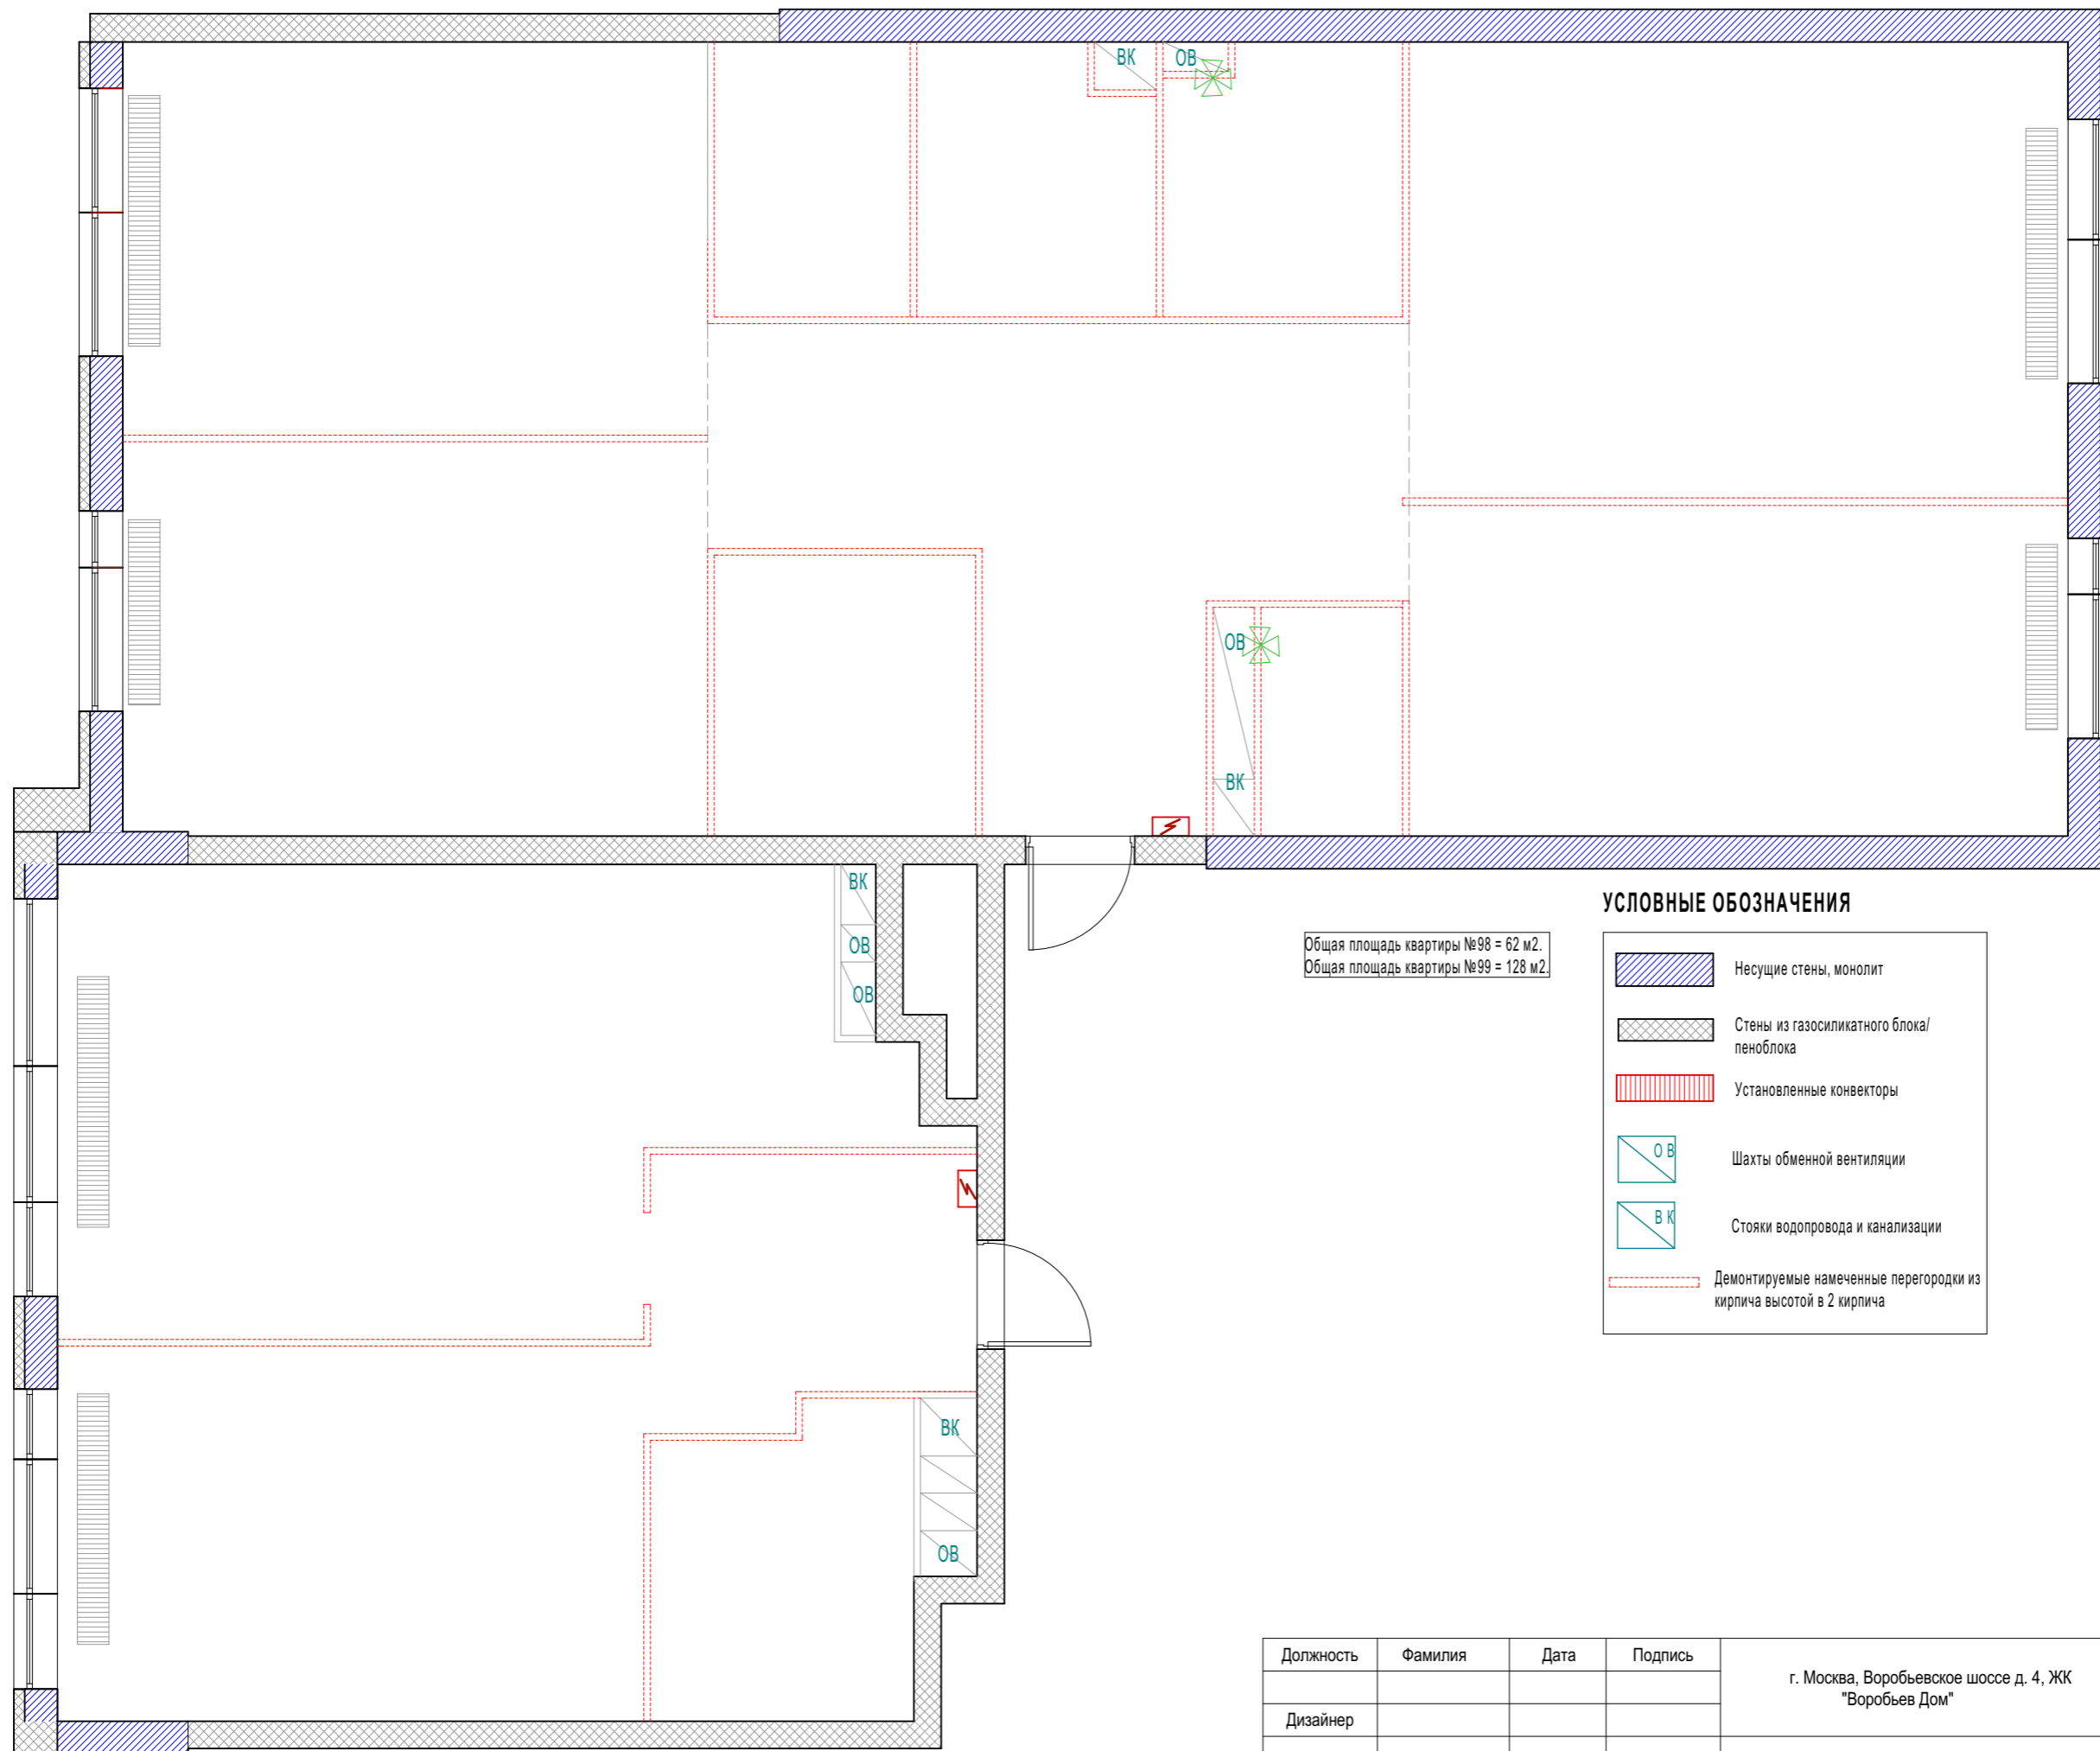 ВК
ОВ
ОВ
ВК
ВК
ОВ
ОВ
ВК
ОВ
Общая площадь квартиры №98 = 62 м2.
Общая площадь квартиры №99 = 128 м2.
УСЛОВНЫЕ ОБОЗНАЧЕНИЯ
Несущие стены, монолит
Стены из газосиликатного блока/
пеноблока
Установленные конвекторы
О В
Шахты обменной вентиляции
В К
Стояки водопровода и канализации
Демонтируемые намеченные перегородки из
кирпича высотой в 2 кирпича
Должность Фамилия Дата Подпись
г. Москва, Воробьевское шоссе д. 4, ЖК
"Воробьев Дом"
Дизайнер